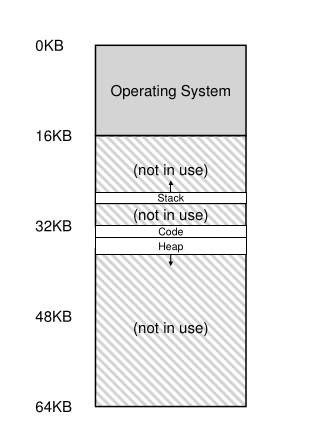 0KB
Operating System
16KB
(not in use)
Stack
(not in use)
32KB
Code
Heap
48KB
(not in use)
64KB